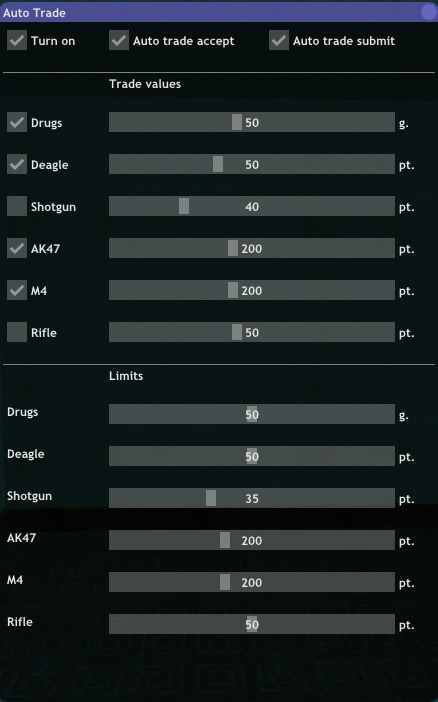 Auto Trade
Turn on Auto trade accept Auto trade submit
Trade values
Drugs 50 g.
Deagle 50 pt.
Shotgun 40 pt.
AK47 200 pt.
M4 200 pt.
Rifle 50 pt.
Limits
Drugs 50 g.
Deagle 50 pt.
Shotgun 35 pt.
AK47 200 pt.
M4 200 pt.
Rifle 50 pt.